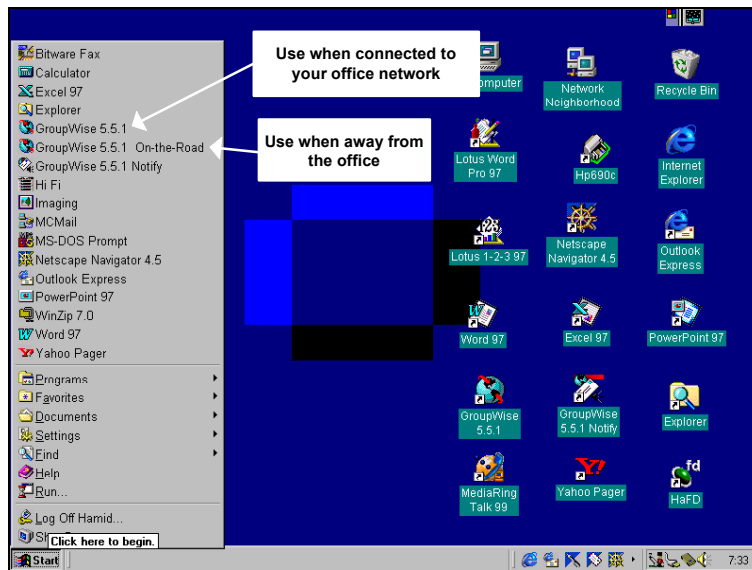 Bitware Fax
Calculator
Excel 97
Explorer
GroupWise 5.5.1
GroupWise 5.5.1 On-the-Road
GroupWise 5.5.1 Notify
Hi Fi
Imaging
MCMail
MS-DOS Prompt
Netscape Navigator 4.5
Outlook Express
PowerPoint 97
WinZip 7.0
Word 97
Yahoo Pager
Programs
Favorites
Documents
Settings
Find
Help
Run...
Log Off Hamid...
Click here to begin.
Start
Use when connected to
your office network
Use when away from
the office
omputer
Network
Neighborhood
Recycle Bin
Lotus Word
Pro 97
Hp690c
Internet
Explorer
Lotus 1-2-3 97
Netscape
Navigator 4.5
Outlook
Express
Word 97
Excel 97
PowerPoint 97
GroupWise
5.5.1
GroupWise
5.5.1 Notify
Explorer
MediaRing
Talk 99
Yahoo Pager
fd
HaFD
7:33